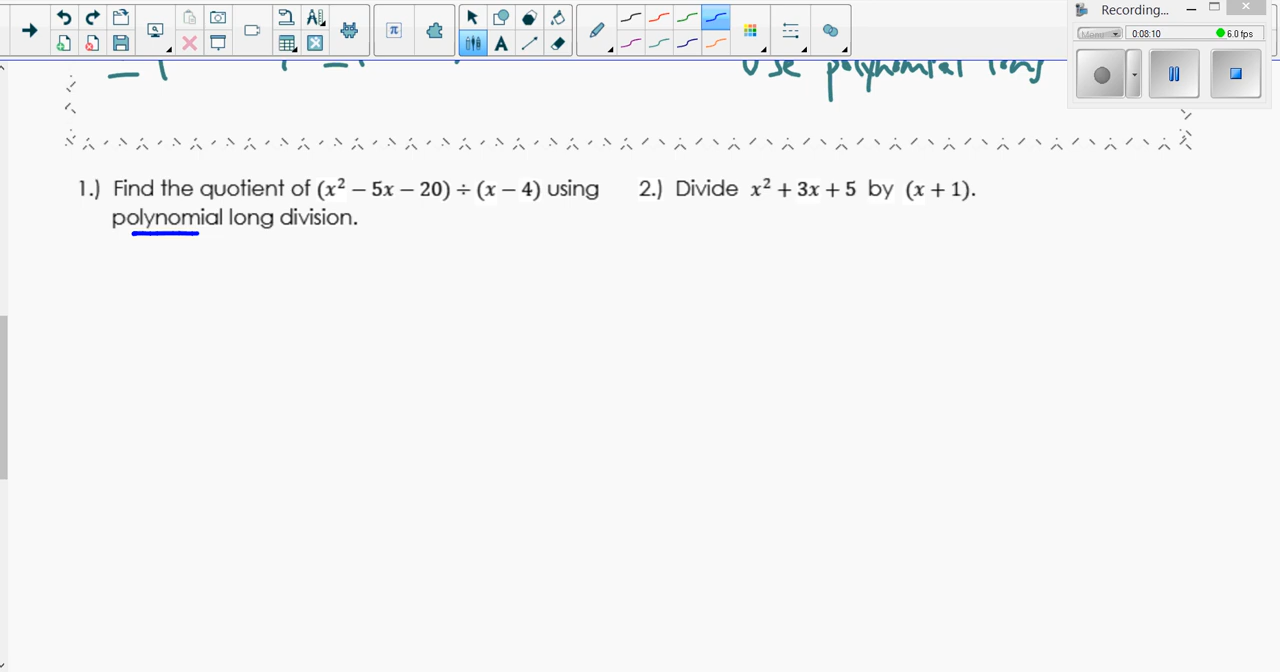 Recording...
Menu 0:08:10 6.0 fps
π A
use polynomial long
1.) Find the quotient of (x² − 5x − 20) ÷ (x − 4) using
polynomial long division.
2.) Divide x² + 3x + 5 by (x + 1).